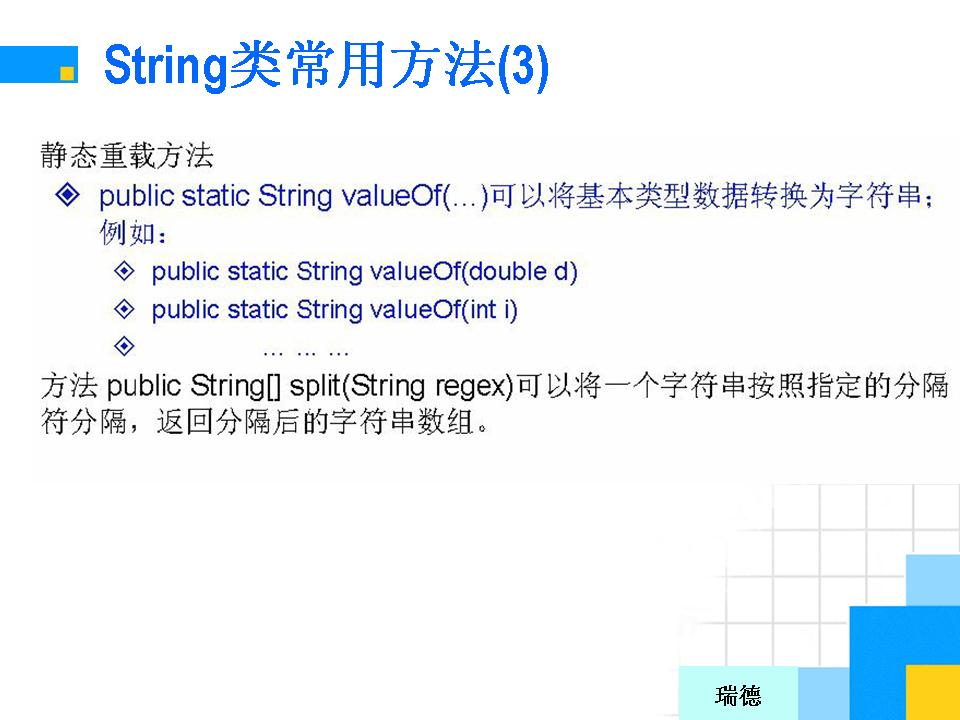 String类常用方法(3)
静态重载方法
public static String valueOf(…)可以将基本类型数据转换为字符串；
例如：
public static String valueOf(double d)
public static String valueOf(int i)
… … …
方法 public String[] split(String regex)可以将一个字符串按照指定的分隔
符分隔，返回分隔后的字符串数组。
瑞德